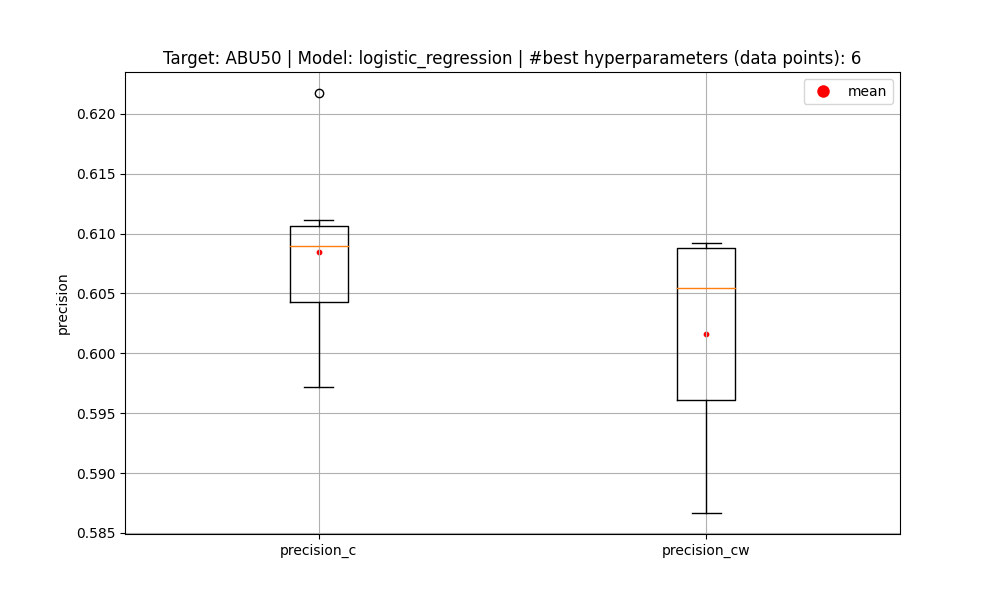 Target: ABU50 | Model: logistic_regression | #best hyperparameters (data points): 6
mean
0.620
0.615
0.610
0.605
0.600
0.595
0.590
0.585
precision
precision_c
precision_cw